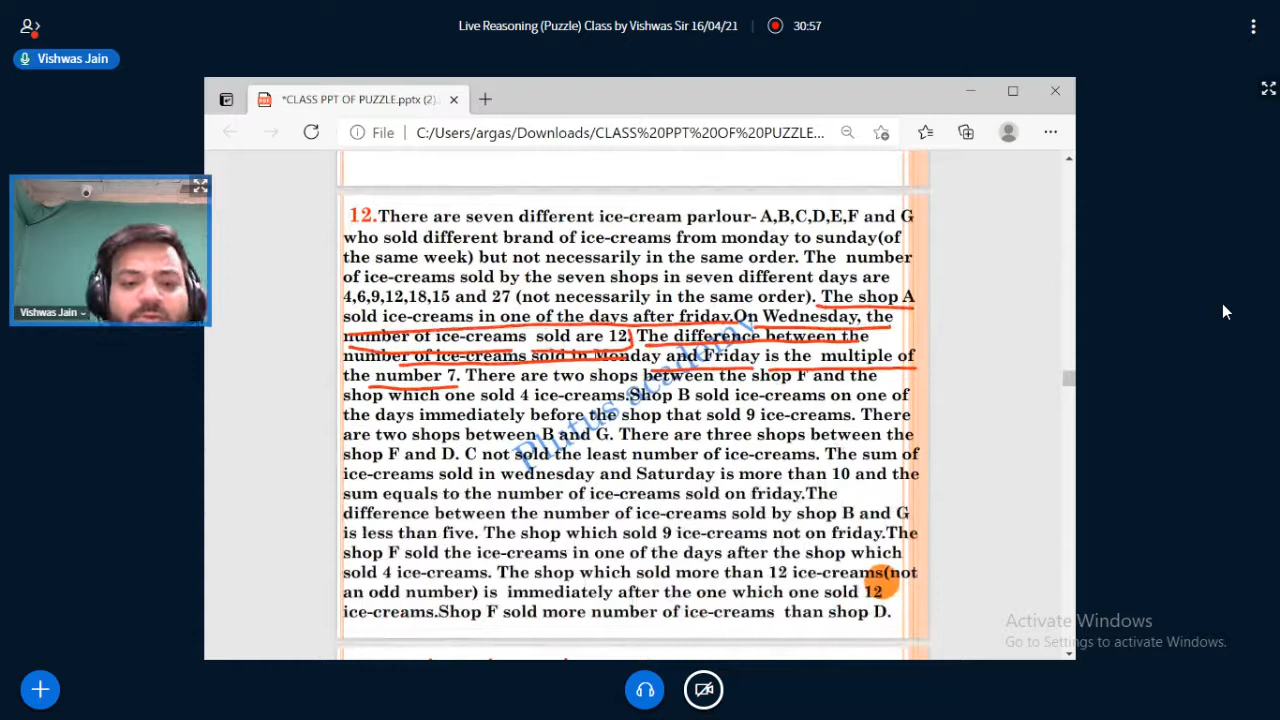 Live Reasoning (Puzzle) Class by Vishwas Sir 16/04/21
30:57
Vishwas Jain
*CLASS PPT OF PUZZLE.pptx (2).
File
C:/Users/argas/Downloads/CLASS%20PPT%20OF%20PUZZLE...
Vishwas Jain
12.There are seven different ice-cream parlour- A,B,C,D,E,F and G
who sold different brand of ice-creams from monday to sunday(of
the same week) but not necessarily in the same order. The number
of ice-creams sold by the seven shops in seven different days are
4,6,9,12,18,15 and 27 (not necessarily in the same order). The shop A
sold ice-creams in one of the days after friday.On Wednesday, the
number of ice-creams sold are 12. The difference between the
number of ice-creams sold in Monday and Friday is the multiple of
the number 7. There are two shops between the shop F and the
shop which one sold 4 ice-creams.Shop B sold ice-creams on one of
the days immediately before the shop that sold 9 ice-creams. There
are two shops between B and G. There are three shops between the
shop F and D. C not sold the least number of ice-creams. The sum of
ice-creams sold in wednesday and Saturday is more than 10 and the
sum equals to the number of ice-creams sold on friday.The
difference between the number of ice-creams sold by shop B and G
is less than five. The shop which sold 9 ice-creams not on friday.The
shop F sold the ice-creams in one of the days after the shop which
sold 4 ice-creams. The shop which sold more than 12 ice-creams(not
an odd number) is immediately after the one which one sold 12
ice-creams.Shop F sold more number of ice-creams than shop D.
Plutus academy
Activate Windows
Go to Settings to activate Windows.